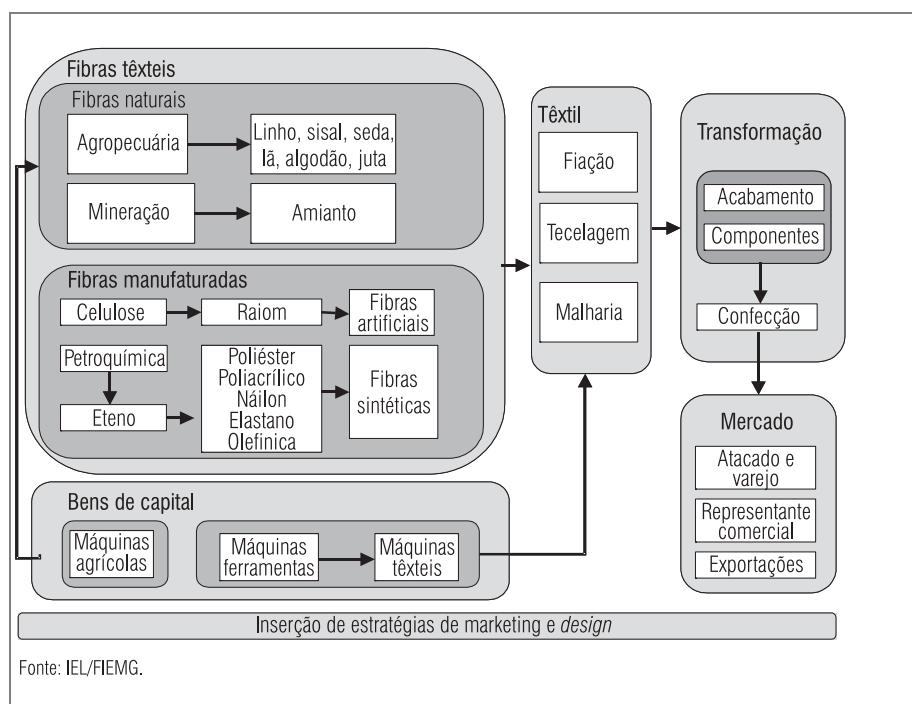 Fibras têxteis
Fibras naturais
Agropecuária
Linho, sisal, seda,
lã, algodão, juta
Mineração
Amianto
Fibras manufaturadas
Celulose
Raiom
Fibras
artificiais
Petroquímica
Eteno
Poliéster
Poliacrílico
Náilon
Elastano
Olefinica
Fibras
sintéticas
Bens de capital
Máquinas
agrícolas
Máquinas
ferramentas
Máquinas
têxteis
Têxtil
Fiação
Tecelagem
Malharia
Transformação
Acabamento
Componentes
Confecção
Mercado
Atacado e
varejo
Representante
comercial
Exportações
Inserção de estratégias de marketing e design
Fonte: IEL/FIEMG.